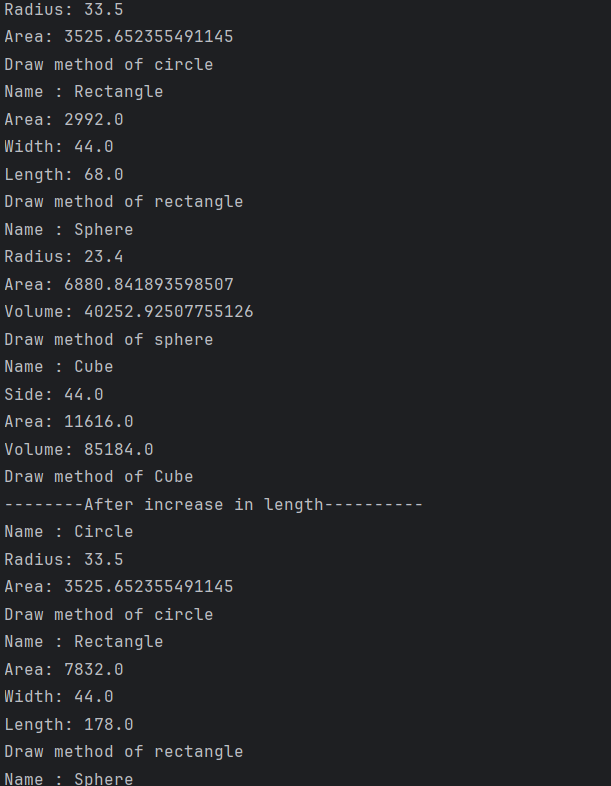 Radius: 33.5
Area: 3525.652355491145
Draw method of circle
Name : Rectangle
Area: 2992.0
Width: 44.0
Length: 68.0
Draw method of rectangle
Name : Sphere
Radius: 23.4
Area: 6880.841893598507
Volume: 40252.92507755126
Draw method of sphere
Name : Cube
Side: 44.0
Area: 11616.0
Volume: 85184.0
Draw method of Cube
--------After increase in length----------
Name : Circle
Radius: 33.5
Area: 3525.652355491145
Draw method of circle
Name : Rectangle
Area: 7832.0
Width: 44.0
Length: 178.0
Draw method of rectangle
Name : Sphere